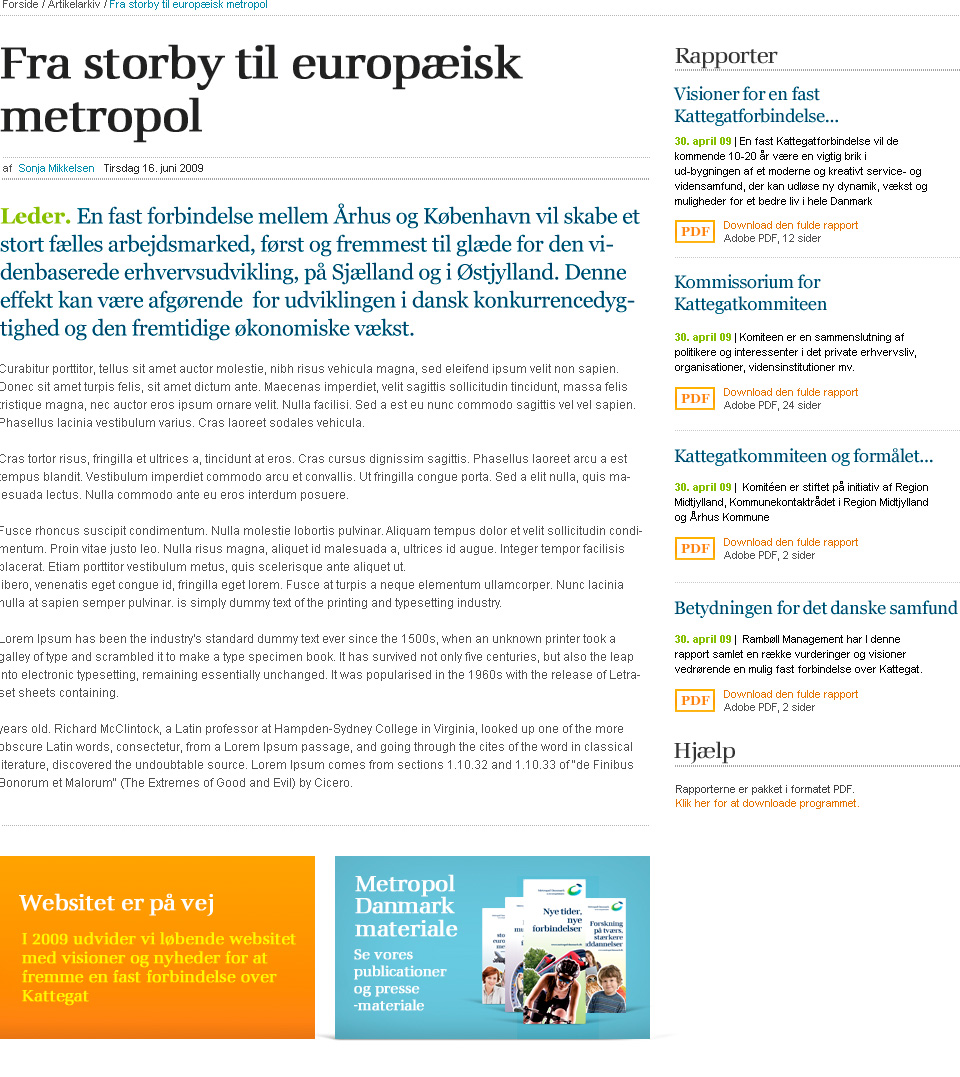 Forside / Artikelarkiv / Fra storby til europæisk metropol
Fra storby til europæisk
metropol
af Sonja Mikkelsen Tirsdag 16. juni 2009
Leder. En fast forbindelse mellem Århus og København vil skabe et
stort fælles arbejdsmarked, først og fremmest til glæde for den vi-
denbaserede erhvervsudvikling, på Sjælland og i Østjylland. Denne
effekt kan være afgørende for udviklingen i dansk konkurrencedyg-
tighed og den fremtidige økonomiske vækst.
Curabitur porttitor, tellus sit amet auctor molestie, nibh risus vehicula magna, sed eleifend ipsum velit non sapien.
Donec sit amet turpis felis, sit amet dictum ante. Maecenas imperdiet, velit sagittis sollicitudin tincidunt, massa felis
tristique magna, nec auctor eros ipsum ornare velit. Nulla facilisi. Sed a est eu nunc commodo sagittis vel vel sapien.
Phasellus lacinia vestibulum varius. Cras laoreet sodales vehicula.
Cras tortor risus, fringilla et ultrices a, tincidunt at eros. Cras cursus dignissim sagittis. Phasellus laoreet arcu a est
tempus blandit. Vestibulum imperdiet commodo arcu et convallis. Ut fringilla congue porta. Sed a elit nulla, quis ma-
esuada lectus. Nulla commodo ante eu eros interdum posuere.
Fusce rhoncus suscipit condimentum. Nulla molestie lobortis pulvinar. Aliquam tempus dolor et velit sollicitudin condi-
mentum. Proin vitae justo leo. Nulla risus magna, aliquet id malesuada a, ultrices id augue. Integer tempor facilisis
placerat. Etiam porttitor vestibulum metus, quis scelerisque ante aliquet ut.
libero, venenatis eget congue id, fringilla eget lorem. Fusce at turpis a neque elementum ullamcorper. Nunc lacinia
nulla at sapien semper pulvinar. is simply dummy text of the printing and typesetting industry.
Lorem Ipsum has been the industry's standard dummy text ever since the 1500s, when an unknown printer took a
galley of type and scrambled it to make a type specimen book. It has survived not only five centuries, but also the leap
into electronic typesetting, remaining essentially unchanged. It was popularised in the 1960s with the release of Letra-
set sheets containing.
years old. Richard McClintock, a Latin professor at Hampden-Sydney College in Virginia, looked up one of the more
obscure Latin words, consectetur, from a Lorem Ipsum passage, and going through the cites of the word in classical
literature, discovered the undoubtable source. Lorem Ipsum comes from sections 1.10.32 and 1.10.33 of "de Finibus
Bonorum et Malorum" (The Extremes of Good and Evil) by Cicero.
Websitet er på vej
I 2009 udvider vi løbende websitet
med visioner og nyheder for at
fremme en fast forbindelse over
Kattegat
Metropol
Danmark
materiale
Se vores
publicationer
og presse
-materiale
Nye tider,
nye
forbindelser
Forskning
på tværs,
stærkere
uddannelser
Rapporter
Visioner for en fast
Kattegatforbindelse...
30. april 09 | En fast Kattegatforbindelse vil de
kommende 10-20 år være en vigtig brik i
ud-bygningen af et moderne og kreativt service- og
vidensamfund, der kan udløse ny dynamik, vækst og
muligheder for et bedre liv i hele Danmark
PDF Download den fulde rapport
Adobe PDF, 12 sider
Kommissorium for
Kattegatkommiteen
30. april 09 | Komiteen er en sammenslutning af
politikere og interessenter i det private erhvervsliv,
organisationer, vidensinstitutioner mv.
PDF Download den fulde rapport
Adobe PDF, 24 sider
Kattegatkommiteen og formålet...
30. april 09 | Komitéen er stiftet på initiativ af Region
Midtjylland, Kommunekontaktrådet i Region Midtjylland
og Århus Kommune
PDF Download den fulde rapport
Adobe PDF, 2 sider
Betydningen for det danske samfund
30. april 09 | Rambøll Management har I denne
rapport samlet en række vurderinger og visioner
vedrørende en mulig fast forbindelse over Kattegat.
PDF Download den fulde rapport
Adobe PDF, 2 sider
Hjælp
Rapporterne er pakket i formatet PDF.
Klik her for at downloade programmet.